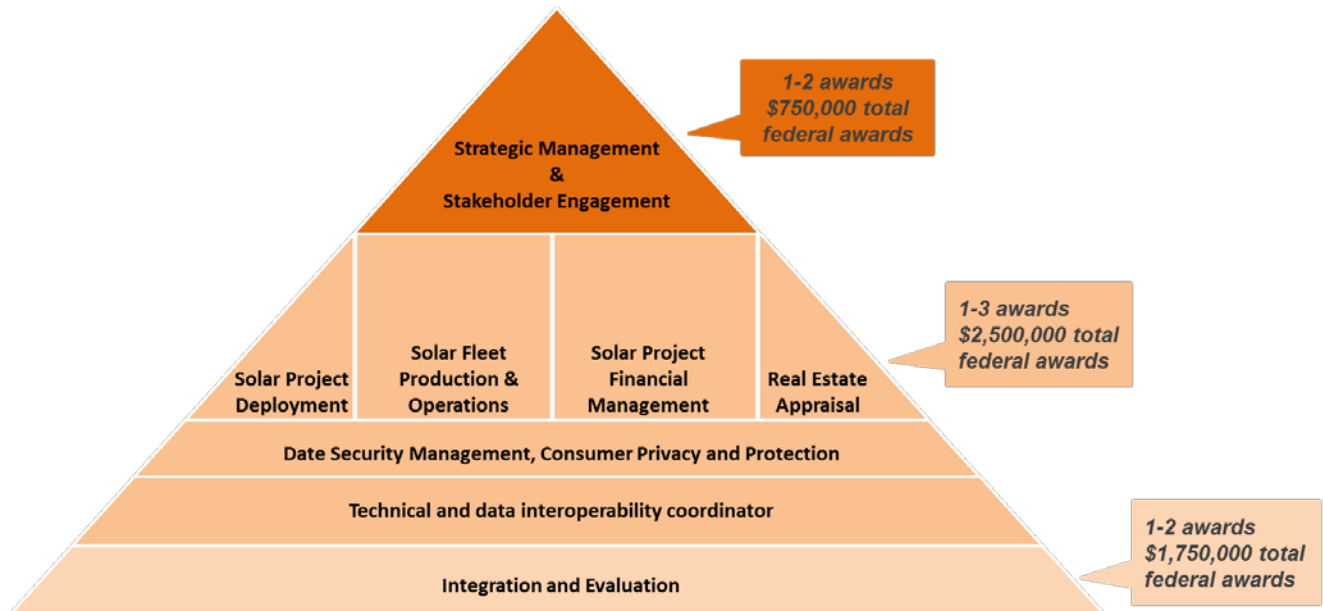 1-2 awards
$750,000 total
federal awards
Strategic Management
&
Stakeholder Engagement
1-3 awards
$2,500,000 total
federal awards
Solar Project
Deployment
Solar Fleet
Production &
Operations
Solar Project
Financial
Management
Real Estate
Appraisal
Date Security Management, Consumer Privacy and Protection
Technical and data interoperability coordinator
1-2 awards
$1,750,000 total
federal awards
Integration and Evaluation